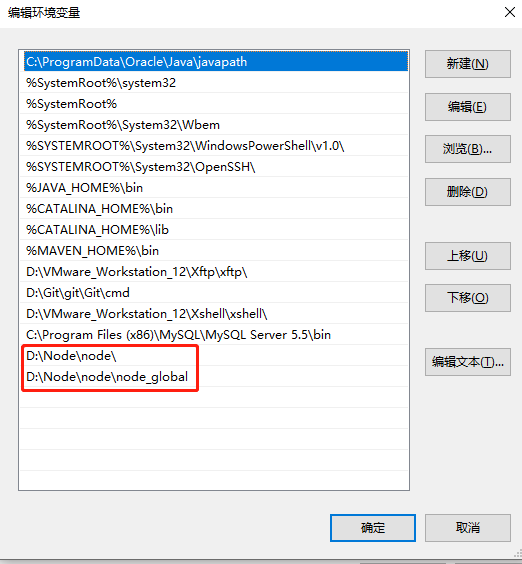 编辑环境变量
C:\ProgramData\Oracle\Java\javapath
%SystemRoot%\system32
%SystemRoot%
%SystemRoot%\System32\Wbem
%SYSTEMROOT%\System32\WindowsPowerShell\v1.0\
%SYSTEMROOT%\System32\OpenSSH\
%JAVA_HOME%\bin
%CATALINA_HOME%\bin
%CATALINA_HOME%\lib
%MAVEN_HOME%\bin
D:\VMware_Workstation_12\Xftp\xftp\
D:\Git\git\Git\cmd
D:\VMware_Workstation_12\Xshell\xshell\
C:\Program Files (x86)\MySQL\MySQL Server 5.5\bin
D:\Node\node\
D:\Node\node\node_global
新建(N)
编辑(E)
浏览(B)...
删除(D)
上移(U)
下移(O)
编辑文本(T)...
确定
取消